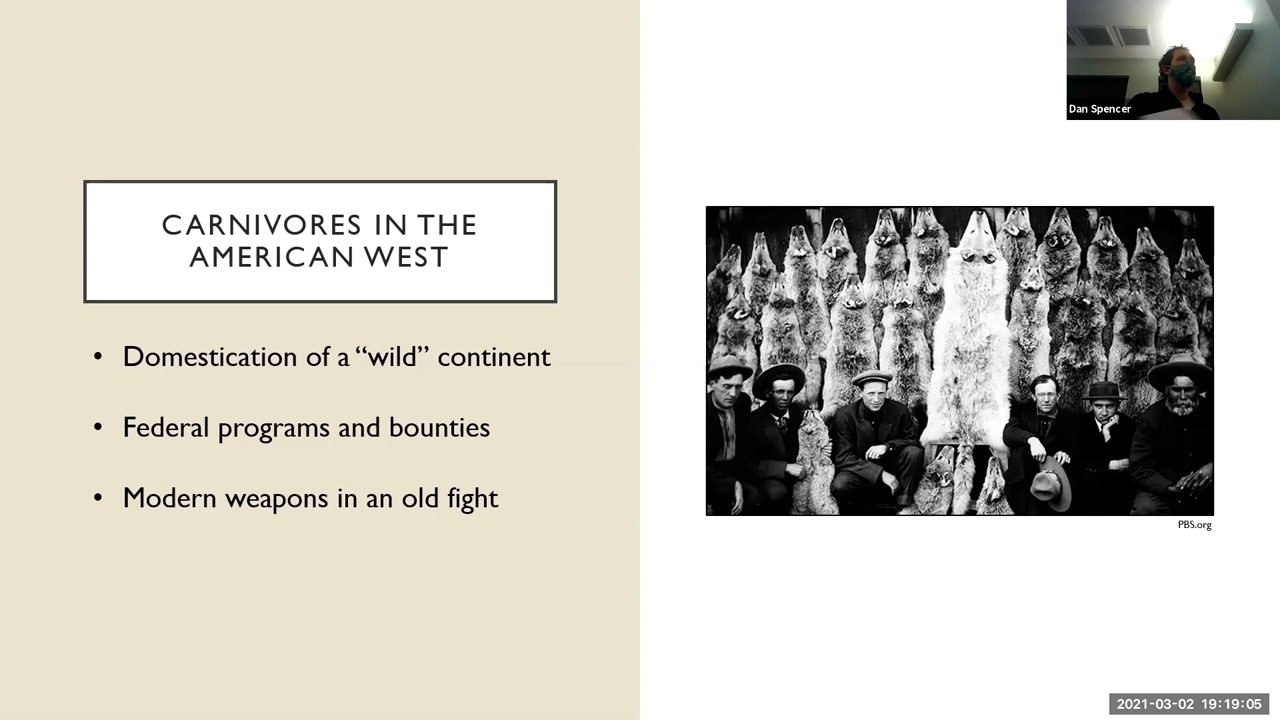 Dan Spencer
CARNIVORES IN THE
AMERICAN WEST
• Domestication of a “wild” continent
• Federal programs and bounties
• Modern weapons in an old fight
PBS.org
2021-03-02 19:19:05